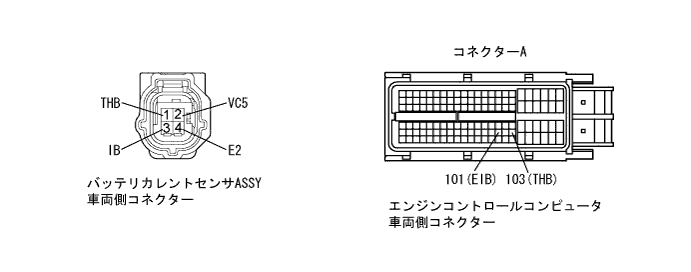 コネクターA
THB
1 2
VC5
3 4
IB
E2
バッテリカレントセンサASSY
車両側コネクター
101(EIB) 103(THB)
エンジンコントロールコンピュータ
車両側コネクター